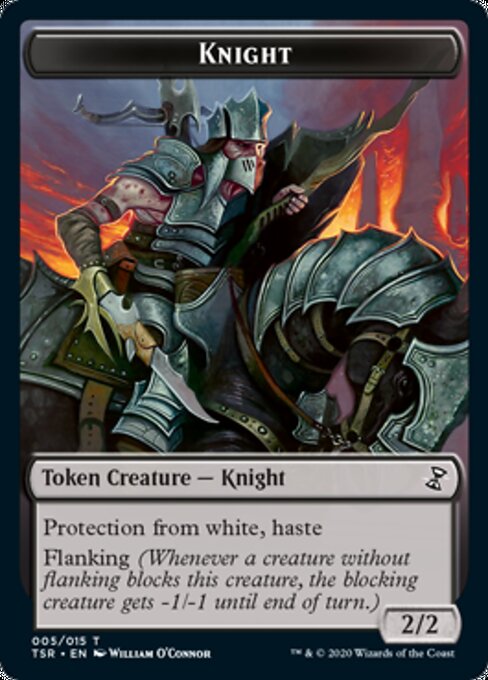 Knight
Token Creature — Knight
Protection from white, haste
Flanking (Whenever a creature without
flanking blocks this creature, the blocking
creature gets -1/-1 until end of turn.)
2/2
005/015 T
TSR • EN William O'Connor
™ & © 2020 Wizards of the Coast